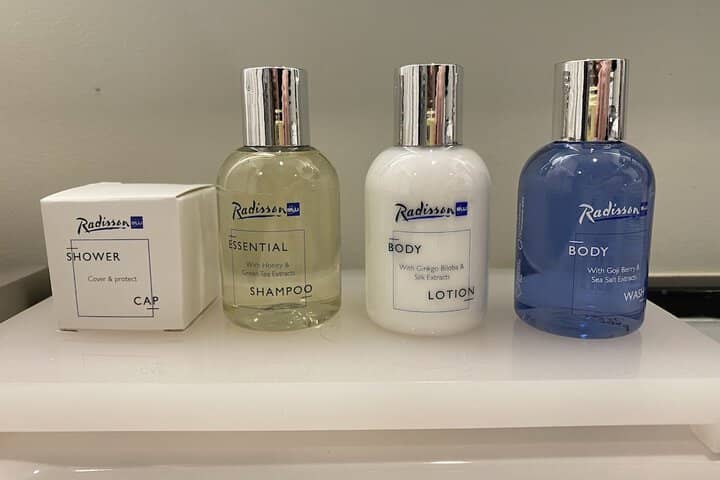 Radisson BLU
SHOWER
Cover & protect
CAP
Radisson BLU
ESSENTIAL
With Honey &
Green Tea Extracts
SHAMPOO
Radisson BLU
BODY
With Ginkgo Biloba &
Silk Extracts
LOTION
Radisson BLU
BODY
With Goji Berry &
Sea Salt Extracts
WASH